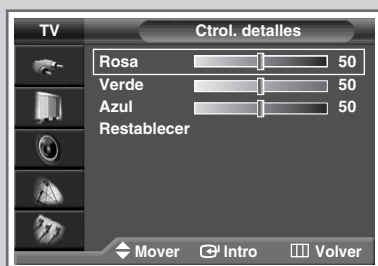 TV Ctrol. detalles
Rosa 50
Verde 50
Azul 50
Restablecer
Mover Intro Volver